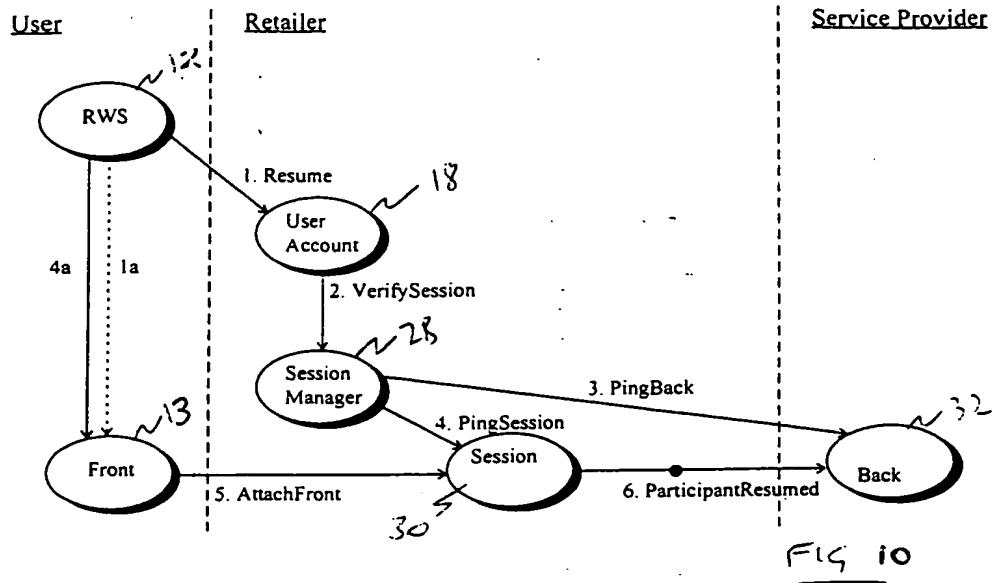 User
Retailer
Service Provider
12
RWS
1. Resume
18
User
Account
4a
1a
2. VerifySession
28
Session
Manager
3. PingBack
13
4. PingSession
32
Front
Session
Back
5. AttachFront
6. ParticipantResumed
30
FIG 10